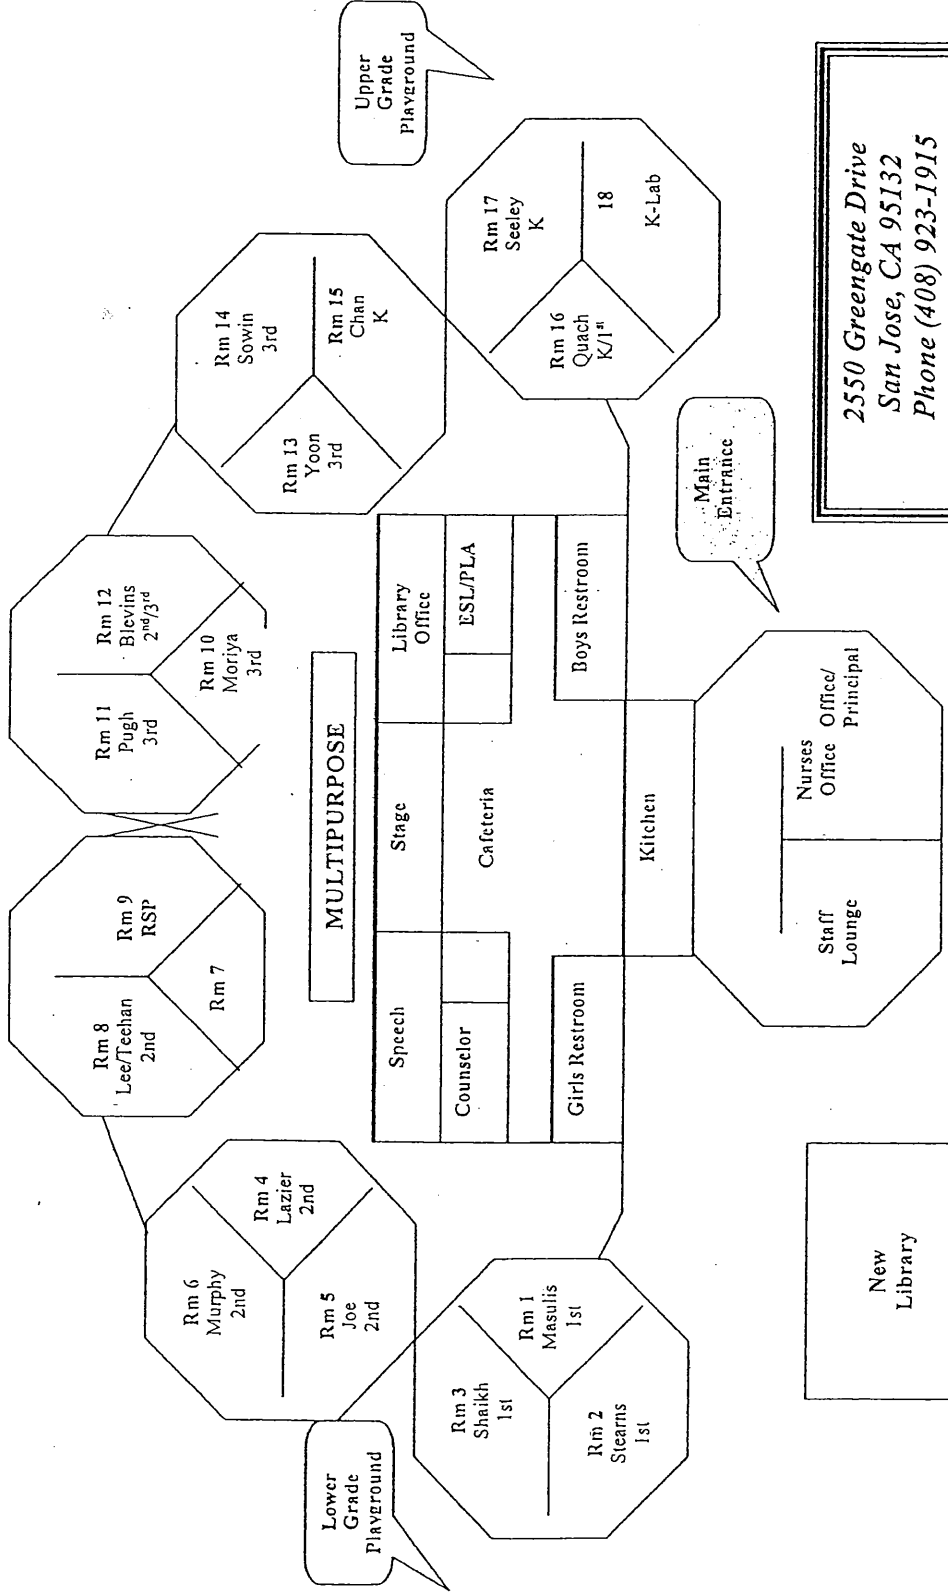 Upper
Grade
Playground
Rm 14
Sowin
3rd
Rm 15
Chan
K
Rm 13
Yoon
3rd
Rm 17
Seeley
K
18
K-Lab
Rm 16
Quach
K/1st
Rm 12
Blevins
2nd/3rd
Rm 11
Pugh
3rd
Rm 10
Moriya
3rd
Rm 9
RSP
Rm 8
Lee/Teehan
2nd
Rm 7
Rm 6
Murphy
2nd
Rm 4
Lazier
2nd
Rm 5
Joe
2nd
Lower
Grade
Playground
Rm 3
Shaikh
1st
Rm 1
Masulis
1st
Rm 2
Stearns
1st
MULTIPURPOSE
Speech
Stage
Library
Office
Counselor
Cafeteria
ESL/PLA
Girls Restroom
Boys Restroom
Kitchen
Main
Entrance
Staff
Lounge
Nurses
Office
Office/
Principal
New
Library
2550 Greengate Drive
San Jose, CA 95132
Phone (408) 923-1915